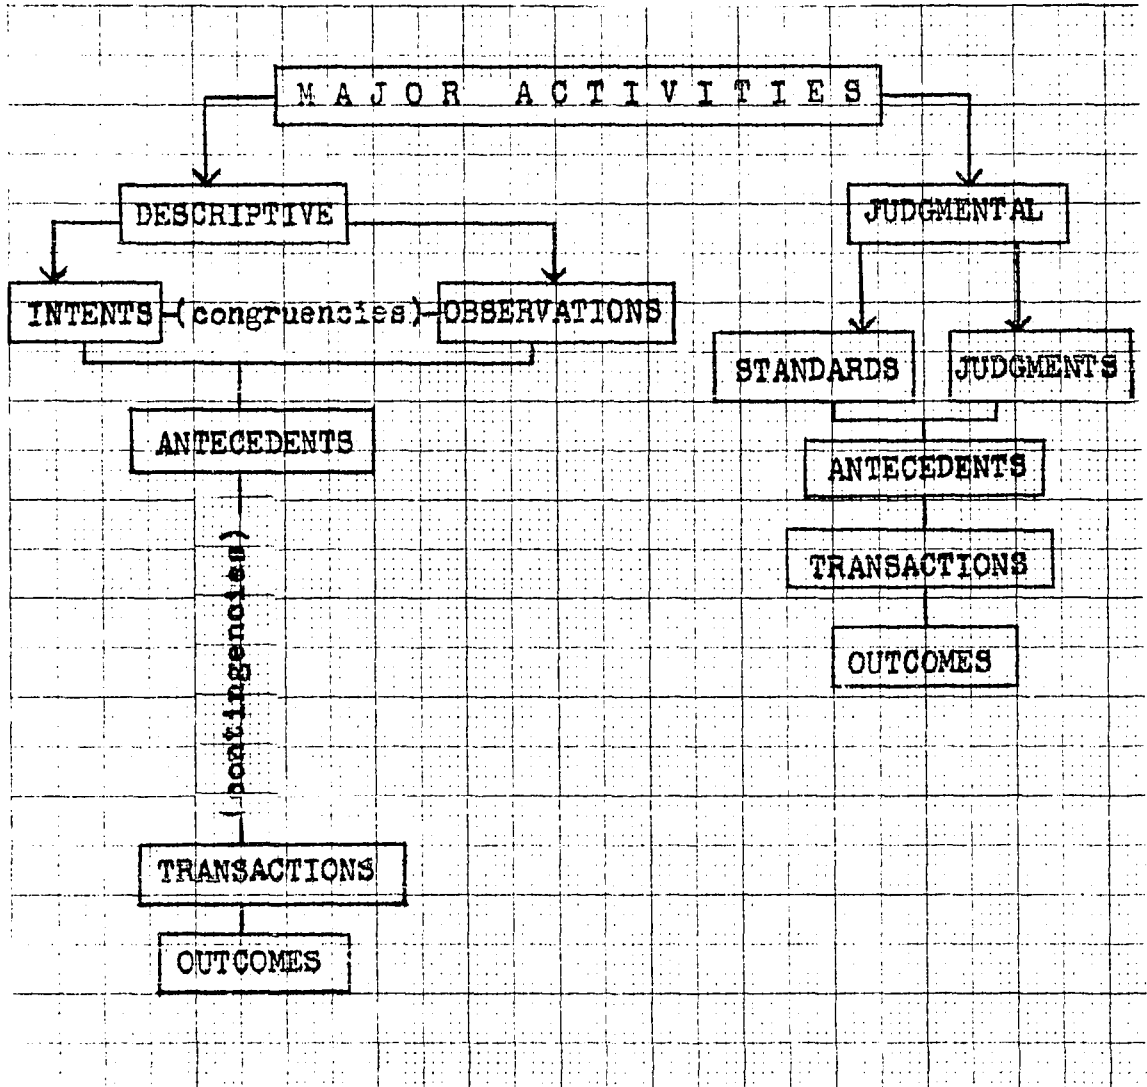 MAJOR ACTIVITIES
DESCRIPTIVE
JUDGMENTAL
INTENTS (congruencies) OBSERVATIONS
STANDARDS
JUDGMENTS
ANTECEDENTS
ANTECEDENTS
TRANSACTIONS
OUTCOMES
(contingencies)
TRANSACTIONS
OUTCOMES